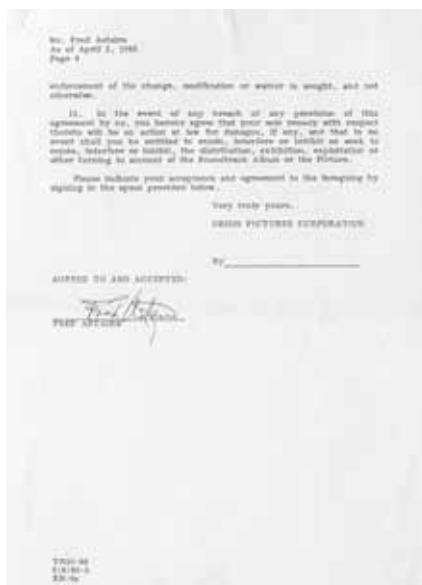 Mr. Fred Astaire
As of April 2, 1985
Page 4
enforcement of the change, modification or waiver is sought, and not
otherwise.
11. In the event of any breach of any provision of this
agreement by us, you hereby agree that your sole remedy with respect
thereto will be an action at law for damages, if any, and that in no
event shall you be entitled to enjoin, interfere or inhibit or seek to
enjoin, interfere or inhibit, the distribution, exhibition, exploitation or
other turning to account of the Soundtrack Album or the Picture.
Please indicate your acceptance and agreement to the foregoing by
signing in the space provided below.
Very truly yours,
ORION PICTURES CORPORATION
By
AGREED TO AND ACCEPTED:
Fred Astaire
FRED ASTAIRE